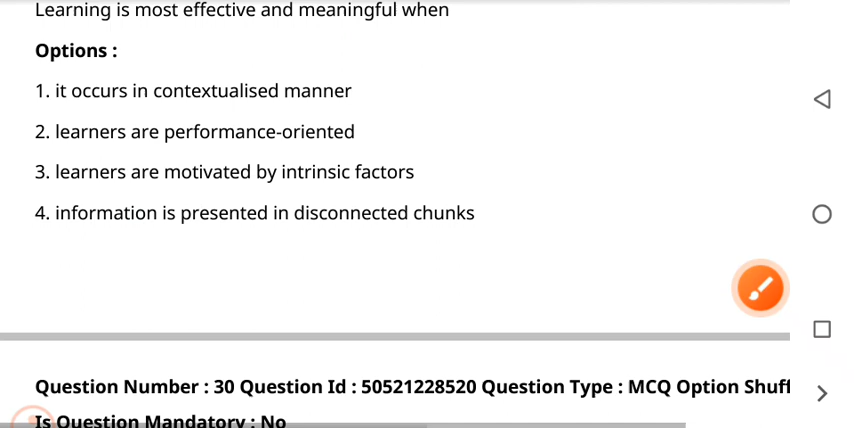 Learning is most effective and meaningful when
Options :
1. it occurs in contextualised manner
2. learners are performance-oriented
3. learners are motivated by intrinsic factors
4. information is presented in disconnected chunks
Question Number : 30 Question Id : 50521228520 Question Type : MCQ Option Shuff
Is Question Mandatory : No